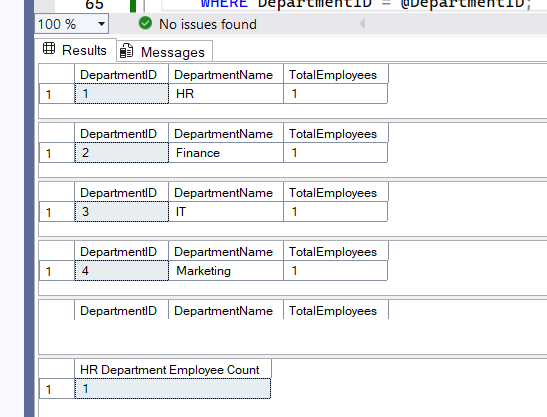 65 WHERE DepartmentID = @DepartmentID;
100 % No issues found
Results Messages
DepartmentID DepartmentName TotalEmployees
1 1 HR 1
DepartmentID DepartmentName TotalEmployees
1 2 Finance 1
DepartmentID DepartmentName TotalEmployees
1 3 IT 1
DepartmentID DepartmentName TotalEmployees
1 4 Marketing 1
DepartmentID DepartmentName TotalEmployees
HR Department Employee Count
1 1